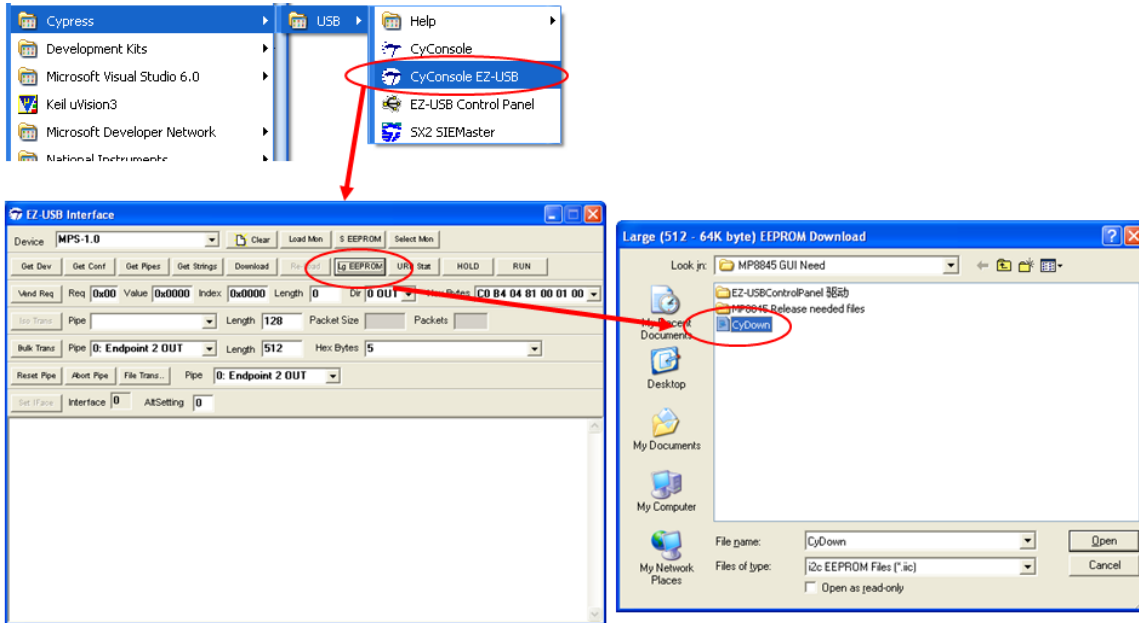 Cypress USB Help
Development Kits CyConsole
Microsoft Visual Studio 6.0 CyConsole EZ-USB
Keil uVision3 EZ-USB Control Panel
Microsoft Developer Network SX2 SIEMaster
National Instruments
EZ-USB Interface
Device MPS-1.0 Clear Load Mon S EEPROM Select Mon
Get Dev Get Conf Get Pipes Get Strings Download Lg EEPROM Stat HOLD RUN
Vend Req Req 0x00 Value 0x0000 Index 0x0000 Length 0 Dir 0 OUT Bytes C0 B4 04 81 00 01 00
Iso Trans Pipe Length 128 Packet Size Packets
Bulk Trans Pipe 0: Endpoint 2 OUT Length 512 Hex Bytes 5
Reset Pipe Abort Pipe File Trans.. Pipe 0: Endpoint 2 OUT
Set IFace Interface 0 AltSetting 0
Large (512 - 64K byte) EEPROM Download
Look in: MP8845 GUI Need
EZ-USBControlPanel 驱动
Release needed files
CyDown
My Recent
Documents
Desktop
My Documents
My Computer
My Network
Places
File name: CyDown Open
Files of type: i2c EEPROM Files (*.iic) Cancel
Open as read-only